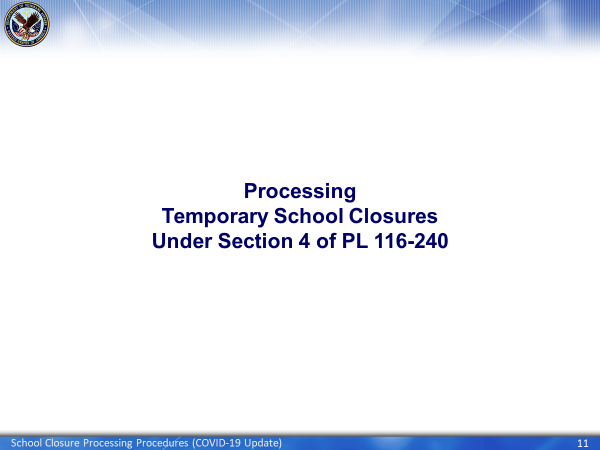 Processing
Temporary School Closures
Under Section 4 of PL 116-240
School Closure Processing Procedures (COVID-19 Update)
11